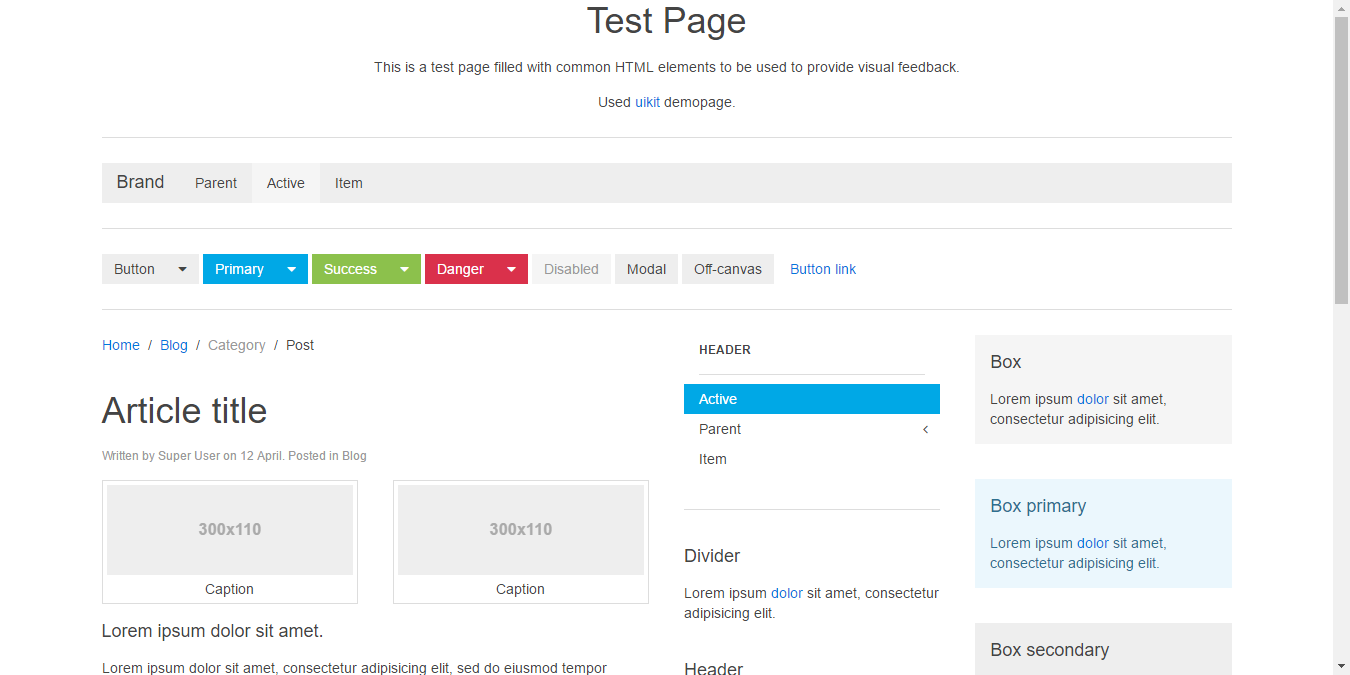 Test Page
This is a test page filled with common HTML elements to be used to provide visual feedback.
Used uikit demopage.
Brand Parent Active Item
Button Primary Success Danger Disabled Modal Off-canvas Button link
Home / Blog / Category / Post
Article title
Written by Super User on 12 April. Posted in Blog
300x110 300x110
Caption Caption
Lorem ipsum dolor sit amet.
Lorem ipsum dolor sit amet, consectetur adipisicing elit, sed do eiusmod tempor
HEADER
Active
Parent
Item
Divider
Lorem ipsum dolor sit amet, consectetur
adipisicing elit.
Header
Box
Lorem ipsum dolor sit amet,
consectetur adipisicing elit.
Box primary
Lorem ipsum dolor sit amet,
consectetur adipisicing elit.
Box secondary